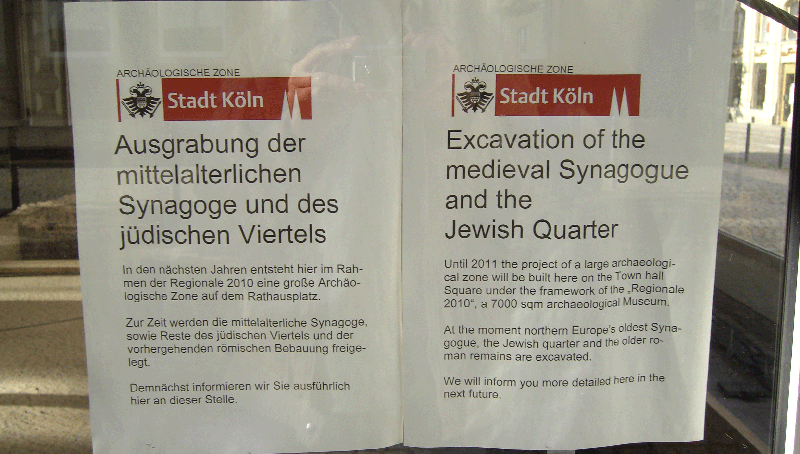 ARCHÄOLOGISCHE ZONE
Stadt Köln
Ausgrabung der
mittelalterlichen
Synagoge und des
jüdischen Viertels
In den nächsten Jahren entsteht hier im Rah-
men der Regionale 2010 eine große Archäo-
logische Zone auf dem Rathausplatz.
Zur Zeit werden die mittelalterliche Synagoge,
sowie Reste des jüdischen Viertels und der
vorhergehenden römischen Bebauung freige-
legt.
Demnächst informieren wir Sie ausführlich
hier an dieser Stelle.
ARCHÄOLOGISCHE ZONE
Stadt Köln
Excavation of the
medieval Synagogue
and the
Jewish Quarter
Until 2011 the project of a large archaeologi-
cal zone will be built here on the Town hall
Square under the framework of the „Regionale
2010“, a 7000 sqm archaeological Museum.
At the moment northern Europe's oldest Syna-
gogue, the Jewish quarter and the older ro-
man remains are excavated.
We will inform you more detailed here in the
next future.